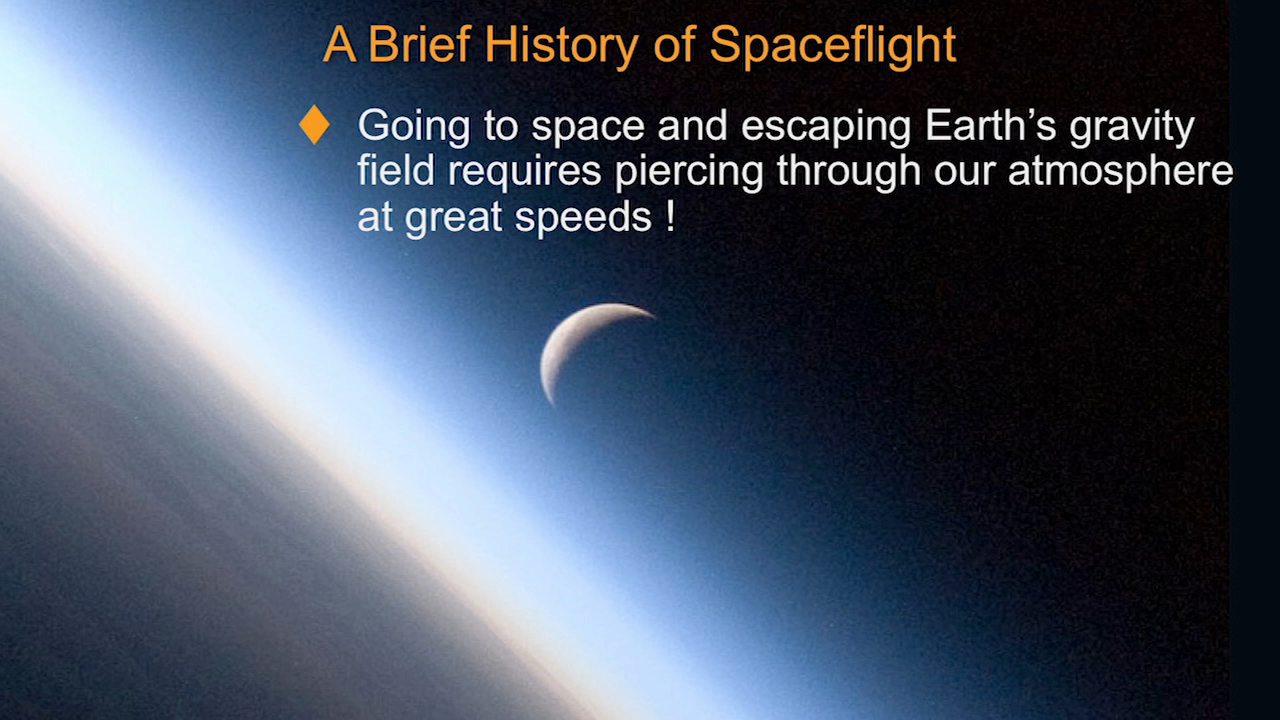 A Brief History of Spaceflight
Going to space and escaping Earth’s gravity
field requires piercing through our atmosphere
at great speeds !